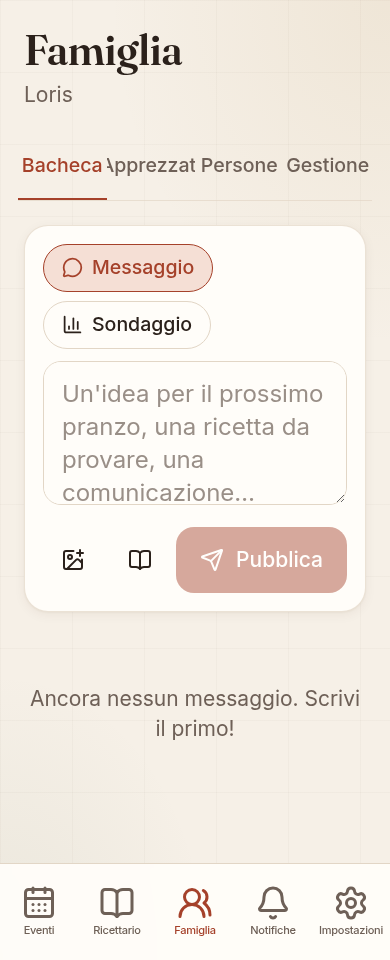 Famiglia
Loris
Bacheca Apprezzat Persone Gestione
Messaggio
Sondaggio
Un'idea per il prossimo
pranzo, una ricetta da
provare, una
comunicazione...
Pubblica
Ancora nessun messaggio. Scrivi
il primo!
Eventi Ricettario Famiglia Notifiche Impostazioni